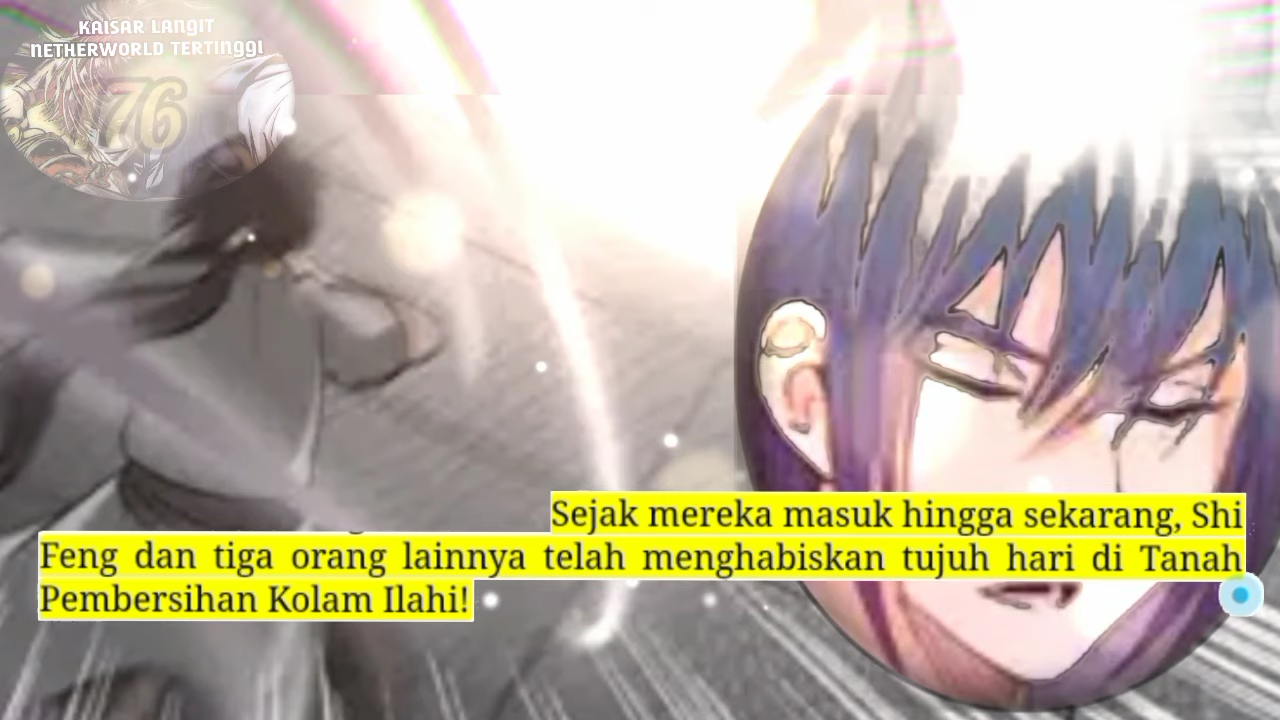 KAISAR LANGIT
NETHERWORLD TERTINGGI
76
Sejak mereka masuk hingga sekarang, Shi
Feng dan tiga orang lainnya telah menghabiskan tujuh hari di Tanah
Pembersihan Kolam Ilahi!